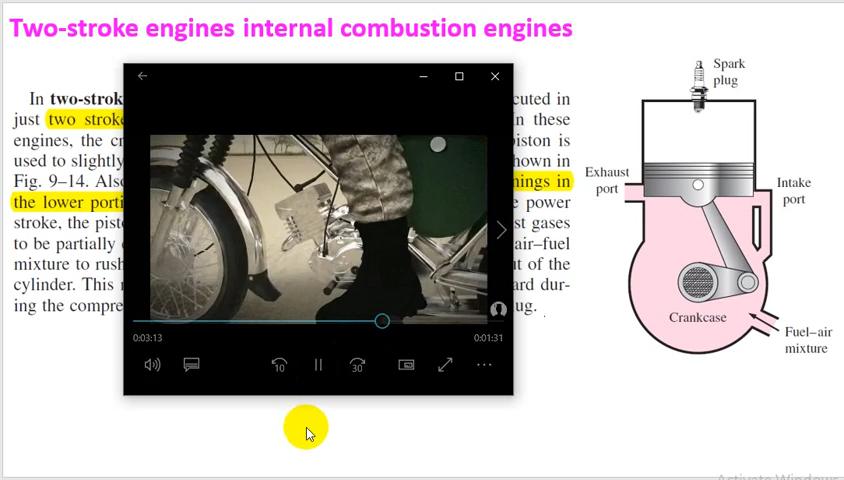 Two-stroke engines internal combustion engines
In two-strok
cuted in
just two stroke
n these
engines, the cr
piston is
used to slightly
hown in
Fig. 9–14. Also
nings in
the lower porti
e power
stroke, the pisto
st gases
to be partially
air–fuel
mixture to rush
t of the
cylinder. This
ard dur-
ing the compre
ug.
0:03:13
0:01:31
10
30
Spark
plug
Exhaust
port
Intake
port
Crankcase
Fuel–air
mixture
Activate Windows